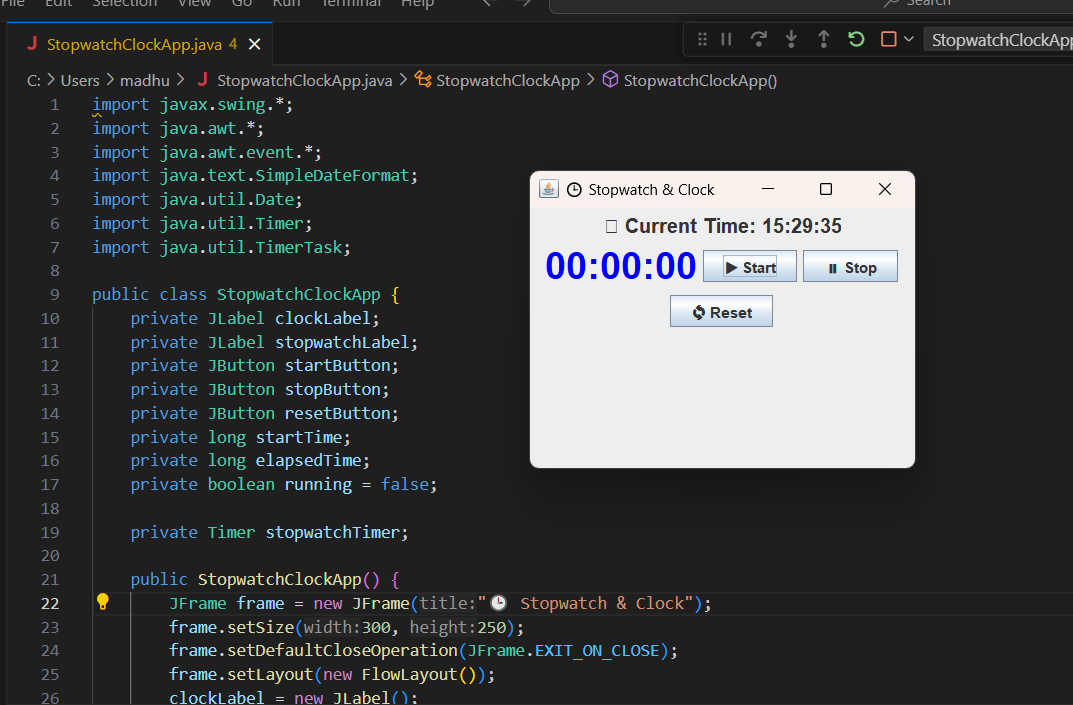 File Edit Selection View Go Run Terminal Help Search
J StopwatchClockApp.java 4
StopwatchClockApp
C: > Users > madhu > J StopwatchClockApp.java > StopwatchClockApp > StopwatchClockApp()
1 import javax.swing.*;
2 import java.awt.*;
3 import java.awt.event.*;
4 import java.text.SimpleDateFormat;
5 import java.util.Date;
6 import java.util.Timer;
7 import java.util.TimerTask;
8
9 public class StopwatchClockApp {
10 private JLabel clockLabel;
11 private JLabel stopwatchLabel;
12 private JButton startButton;
13 private JButton stopButton;
14 private JButton resetButton;
15 private long startTime;
16 private long elapsedTime;
17 private boolean running = false;
18
19 private Timer stopwatchTimer;
20
21 public StopwatchClockApp() {
22 JFrame frame = new JFrame(title:"🕒 Stopwatch & Clock");
23 frame.setSize(width:300, height:250);
24 frame.setDefaultCloseOperation(JFrame.EXIT_ON_CLOSE);
25 frame.setLayout(new FlowLayout());
26 clockLabel = new JLabel();
Stopwatch & Clock
Current Time: 15:29:35
00:00:00 ▶ Start ⏸ Stop
Reset